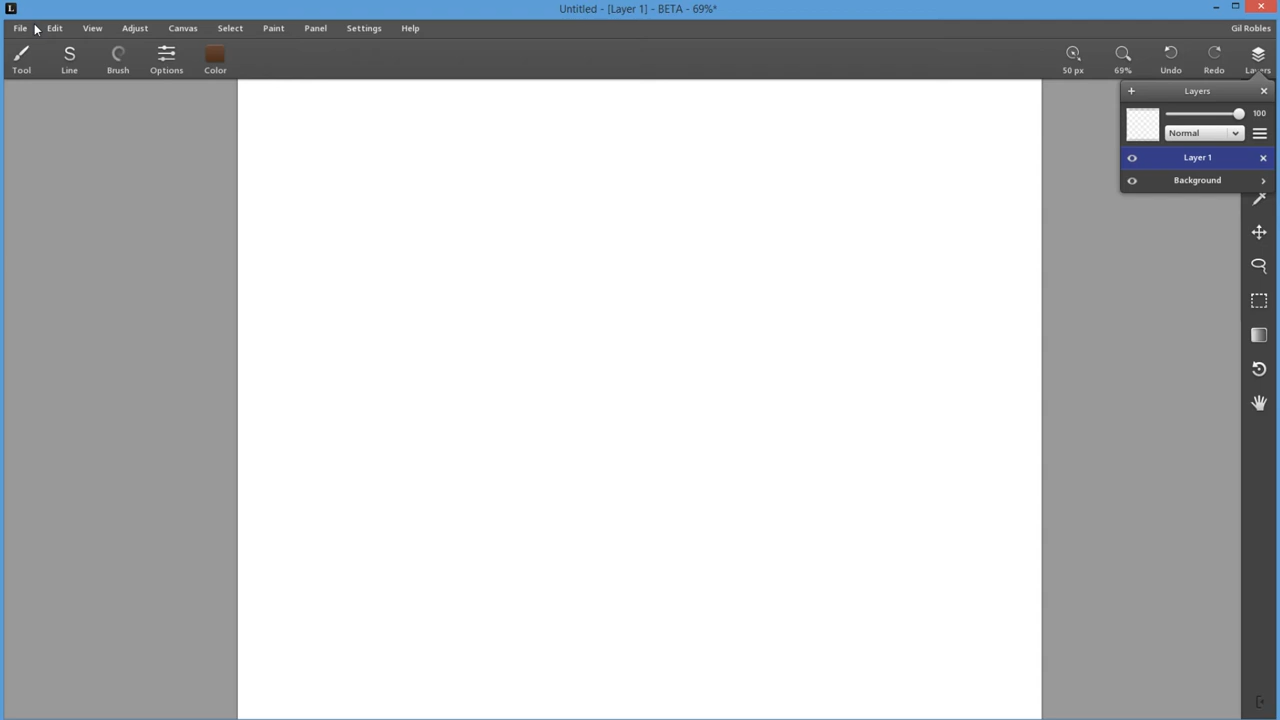 L Untitled - [Layer 1] - BETA - 69%*
File Edit View Adjust Canvas Select Paint Panel Settings Help Gil Robles
Tool Line Brush Options Color 50 px 69% Undo Redo Layers
+ Layers
100
Normal
Layer 1
Background